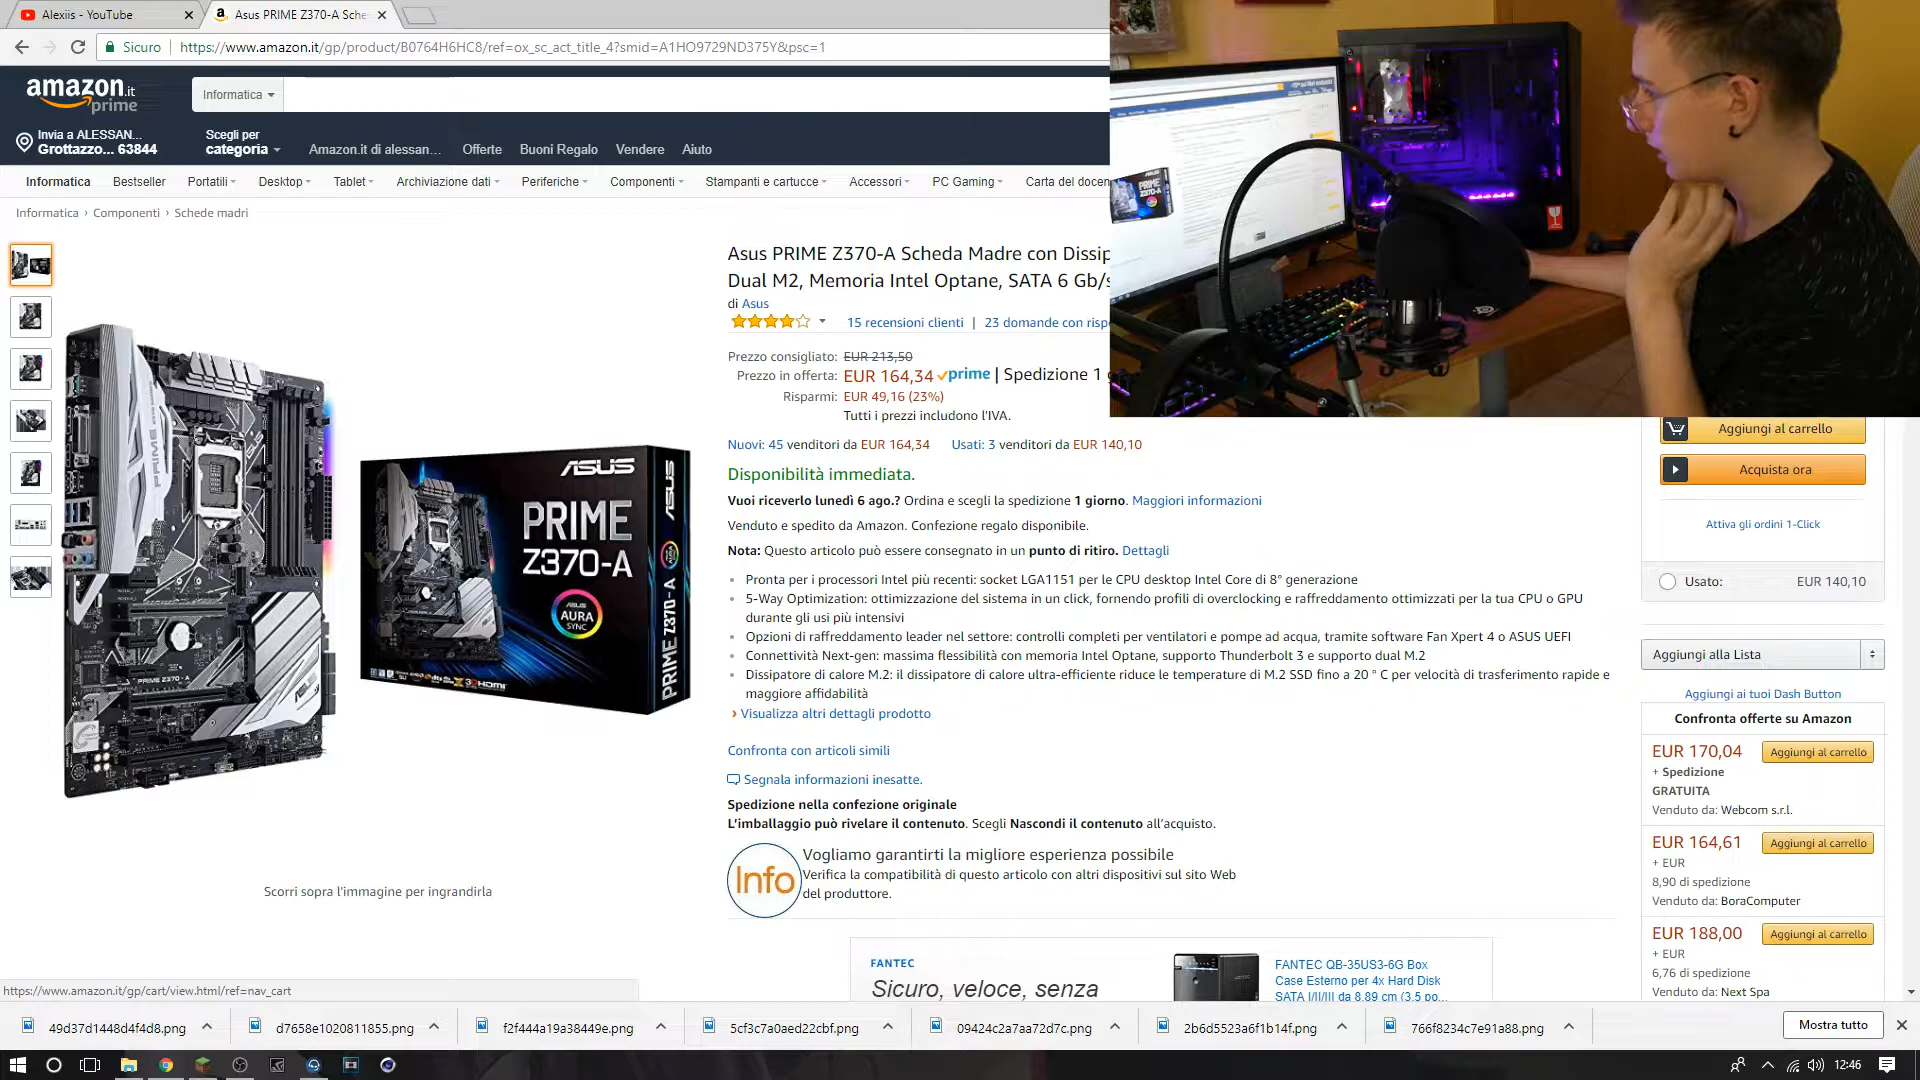 Alexiis - YouTube
Asus PRIME Z370-A Sche
Sicuro
https://www.amazon.it/gp/product/B0764H6HC8/ref=ox_sc_act_title_4?smid=A1HO9729ND375Y&psc=1
amazon.it
prime
Informatica
Invia a ALESSAN...
Grottazzo... 63844
Scegli per
categoria
Amazon.it di alessan...
Offerte
Buoni Regalo
Vendere
Aiuto
Informatica
Bestseller
Portatili
Desktop
Tablet
Archiviazione dati
Periferiche
Componenti
Stampanti e cartucce
Accessori
PC Gaming
Carta del docen
Informatica › Componenti › Schede madri
Asus PRIME Z370-A Scheda Madre con Dissip
Dual M2, Memoria Intel Optane, SATA 6 Gb/s
di Asus
15 recensioni clienti | 23 domande con rispo
Prezzo consigliato: EUR 213,50
Prezzo in offerta: EUR 164,34 prime | Spedizione 1 g
Risparmi: EUR 49,16 (23%)
Tutti i prezzi includono l'IVA.
Nuovi: 45 venditori da EUR 164,34 Usati: 3 venditori da EUR 140,10
Disponibilità immediata.
Vuoi riceverlo lunedì 6 ago.? Ordina e scegli la spedizione 1 giorno. Maggiori informazioni
Venduto e spedito da Amazon. Confezione regalo disponibile.
Nota: Questo articolo può essere consegnato in un punto di ritiro. Dettagli
Pronta per i processori Intel più recenti: socket LGA1151 per le CPU desktop Intel Core di 8° generazione
5-Way Optimization: ottimizzazione del sistema in un click, fornendo profili di overclocking e raffreddamento ottimizzati per la tua CPU o GPU
durante gli usi più intensivi
Opzioni di raffreddamento leader nel settore: controlli completi per ventilatori e pompe ad acqua, tramite software Fan Xpert 4 o ASUS UEFI
Connettività Next-gen: massima flessibilità con memoria Intel Optane, supporto Thunderbolt 3 e supporto dual M.2
Dissipatore di calore M.2: il dissipatore di calore ultra-efficiente riduce le temperature di M.2 SSD fino a 20 ° C per velocità di trasferimento rapide e
maggiore affidabilità
› Visualizza altri dettagli prodotto
Confronta con articoli simili
Segnala informazioni inesatte.
Spedizione nella confezione originale
L'imballaggio può rivelare il contenuto. Scegli Nascondi il contenuto all'acquisto.
Info
Vogliamo garantirti la migliore esperienza possibile
Verifica la compatibilità di questo articolo con altri dispositivi sul sito Web
del produttore.
FANTEC
Sicuro, veloce, senza
FANTEC QB-35US3-6G Box
Case Esterno per 4x Hard Disk
SATA I/II/III da 8.89 cm (3,5 po...
PRIME Z370-A
ASUS
PRIME
Z370-A
ASUS
AURA
SYNC
HDMI
ASUS
PRIME Z370-A
Scorri sopra l'immagine per ingrandirla
PRIME
Z370-A
Aggiungi al carrello
Acquista ora
Attiva gli ordini 1-Click
Usato: EUR 140,10
Aggiungi alla Lista
Aggiungi ai tuoi Dash Button
Confronta offerte su Amazon
EUR 170,04 Aggiungi al carrello
+ Spedizione
GRATUITA
Venduto da: Webcom s.r.l.
EUR 164,61 Aggiungi al carrello
+ EUR
8,90 di spedizione
Venduto da: BoraComputer
EUR 188,00 Aggiungi al carrello
+ EUR
6,76 di spedizione
Venduto da: Next Spa
https://www.amazon.it/gp/cart/view.html/ref=nav_cart
49d37d1448d4f4d8.png
d7658e1020811855.png
f2f444a19a38449e.png
5cf3c7a0aed22cbf.png
09424c2a7aa72d7c.png
2b6d5523a6f1b14f.png
766f8234c7e91a88.png
Mostra tutto
12:46